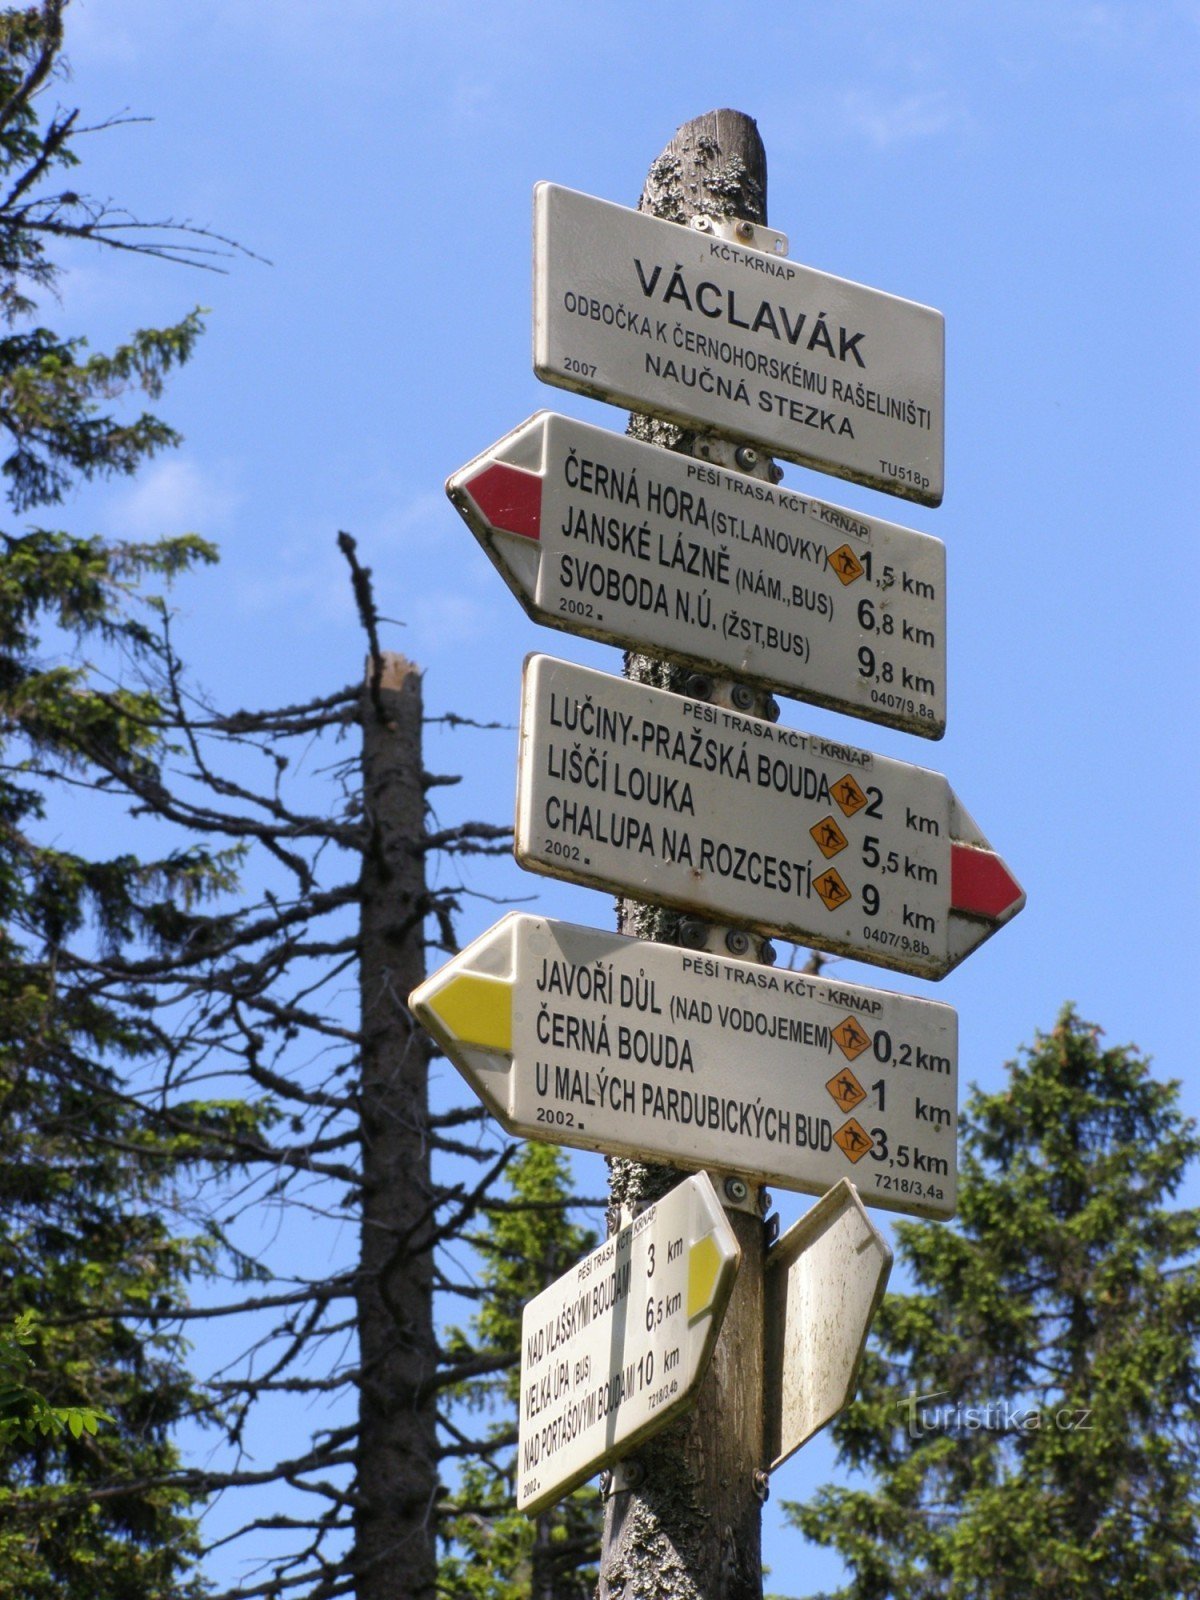 KČT-KRNAP
VÁCLAVÁK
ODBOČKA K ČERNOHORSKÉMU RAŠELINIŠTI
NAUČNÁ STEZKA
2007
TU518p
PĚŠÍ TRASA KČT - KRNAP
ČERNÁ HORA (ST.LANOVKY) 1,5 km
JANSKÉ LÁZNĚ (NÁM.,BUS) 6,8 km
SVOBODA N.Ú. (ŽST,BUS) 9,8 km
2002.
0407/9,8a
PĚŠÍ TRASA KČT - KRNAP
LUČINY-PRAŽSKÁ BOUDA 2 km
LIŠČÍ LOUKA 5,5 km
CHALUPA NA ROZCESTÍ 9 km
2002.
0407/9,8b
PĚŠÍ TRASA KČT - KRNAP
JAVOŘÍ DŮL (NAD VODOJEMEM) 0,2 km
ČERNÁ BOUDA 1 km
U MALÝCH PARDUBICKÝCH BUD 3,5 km
2002.
7218/3,4a
PĚŠÍ TRASA KČT - KRNAP
NAD VLAŠSKÝMI BOUDAMI 3 km
VELKÁ ÚPA (BUS) 6,5 km
NAD PORTÁŠOVÝMI BOUDAMI 10 km
2002.
7218/3,4b
Turistika.cz